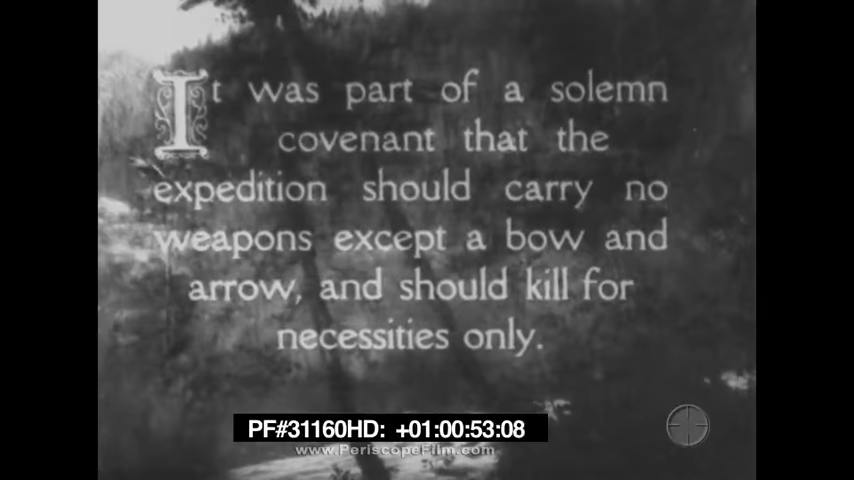 It was part of a solemn
covenant that the
expedition should carry no
weapons except a bow and
arrow, and should kill for
necessities only.
PF#31160HD: +01:00:53:08
www.PeriscopeFilm.com